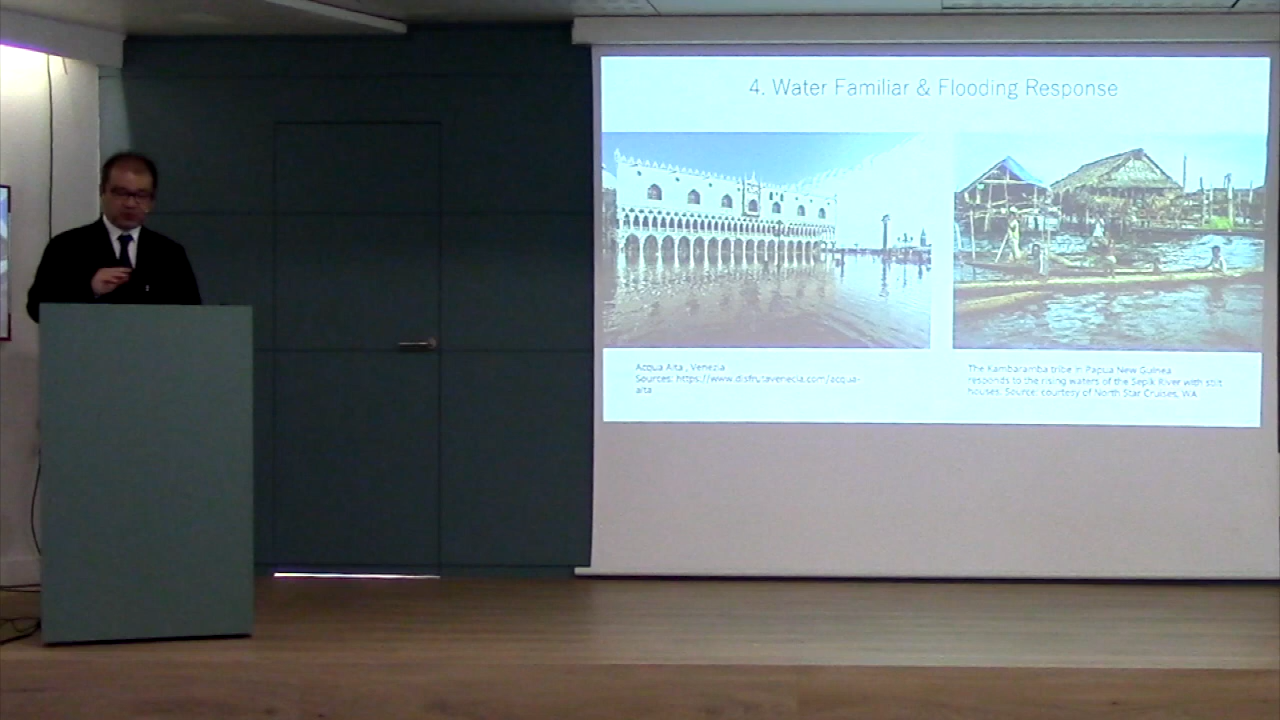 4. Water Familiar & Flooding Response
Acqua Alta , Venezia
Sources: https://www.disfrutavenecia.com/acqua-
alta
The Kambaramba tribe in Papua New Guinea
responds to the rising waters of the Sepik River with stilt
houses. Source: courtesy of North Star Cruises, WA